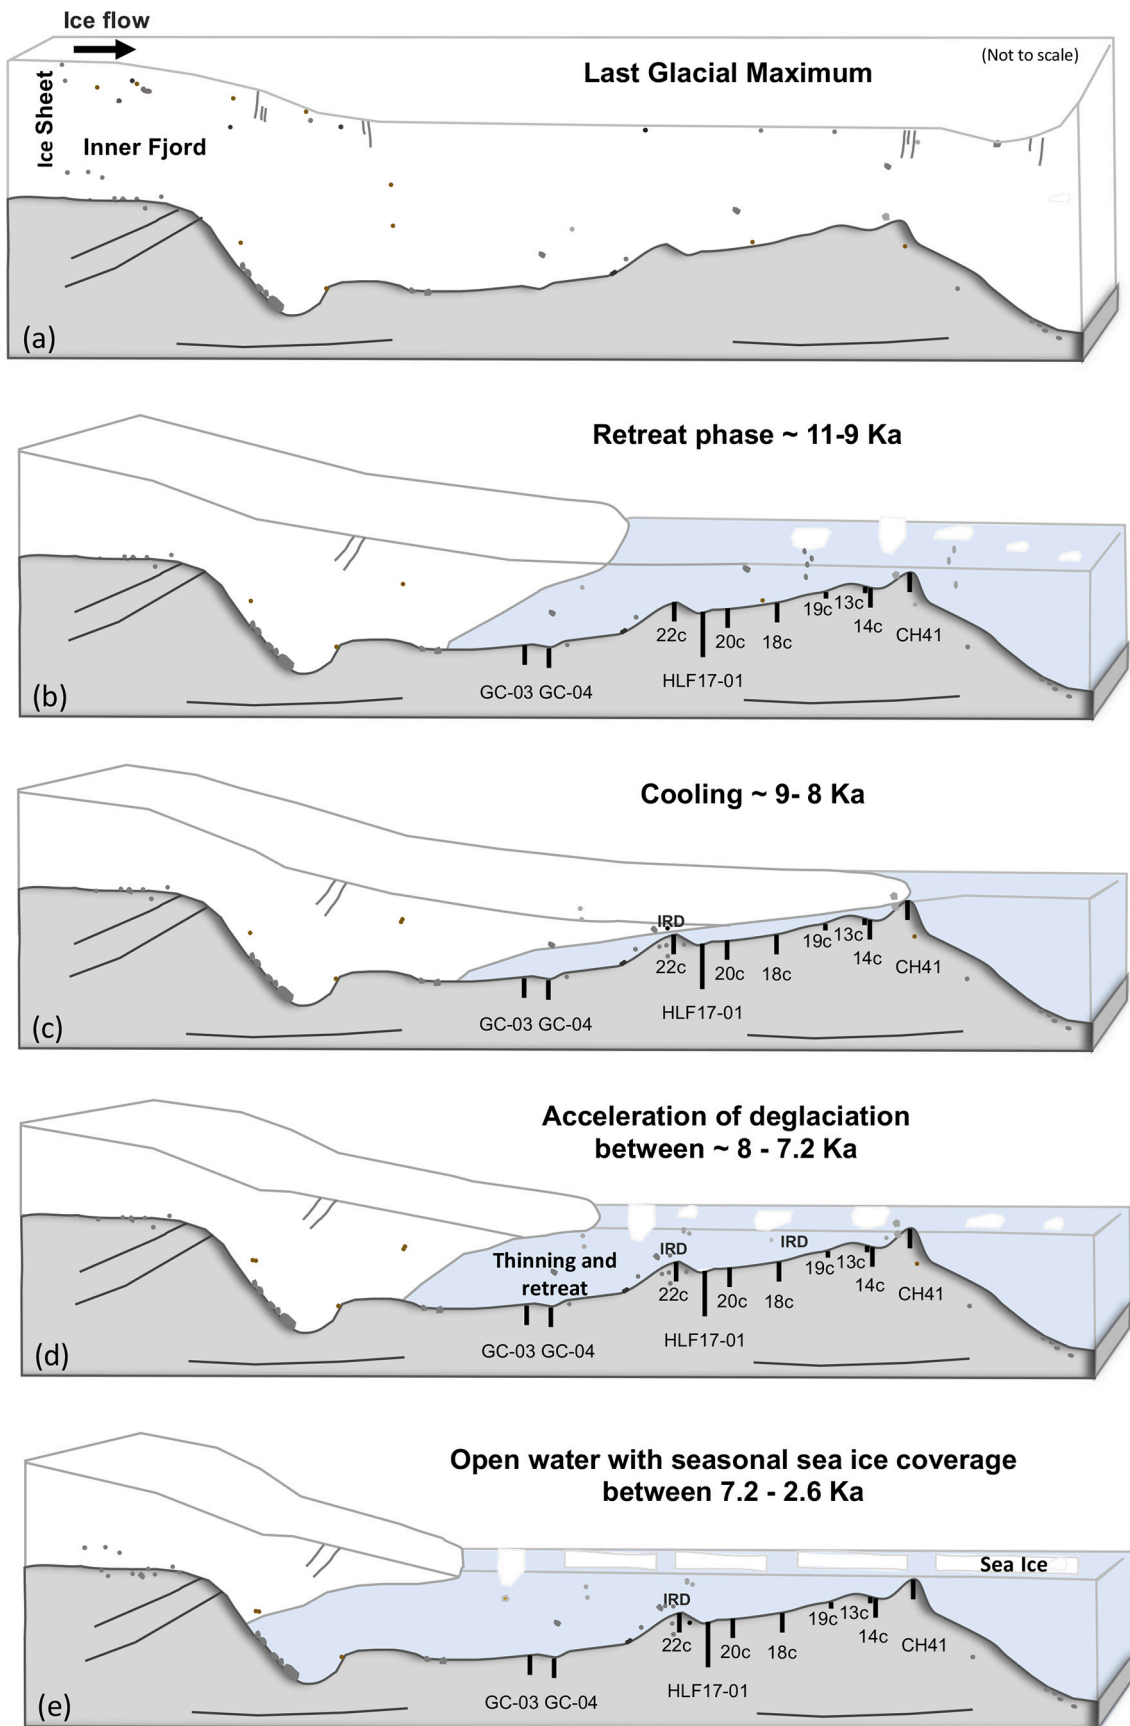 Ice flow
(Not to scale)
Last Glacial Maximum
Ice Sheet
Inner Fjord
(a)
Retreat phase ~ 11-9 Ka
19c 13c
22c 20c 18c 14c CH41
GC-03 GC-04 HLF17-01
(b)
Cooling ~ 9- 8 Ka
IRD
19c 13c
22c 20c 18c 14c CH41
GC-03 GC-04 HLF17-01
(c)
Acceleration of deglaciation
between ~ 8 - 7.2 Ka
IRD IRD
Thinning and
retreat
19c 13c
22c 20c 18c 14c CH41
GC-03 GC-04 HLF17-01
(d)
Open water with seasonal sea ice coverage
between 7.2 - 2.6 Ka
Sea Ice
IRD
19c 13c
22c 20c 18c 14c CH41
GC-03 GC-04 HLF17-01
(e)